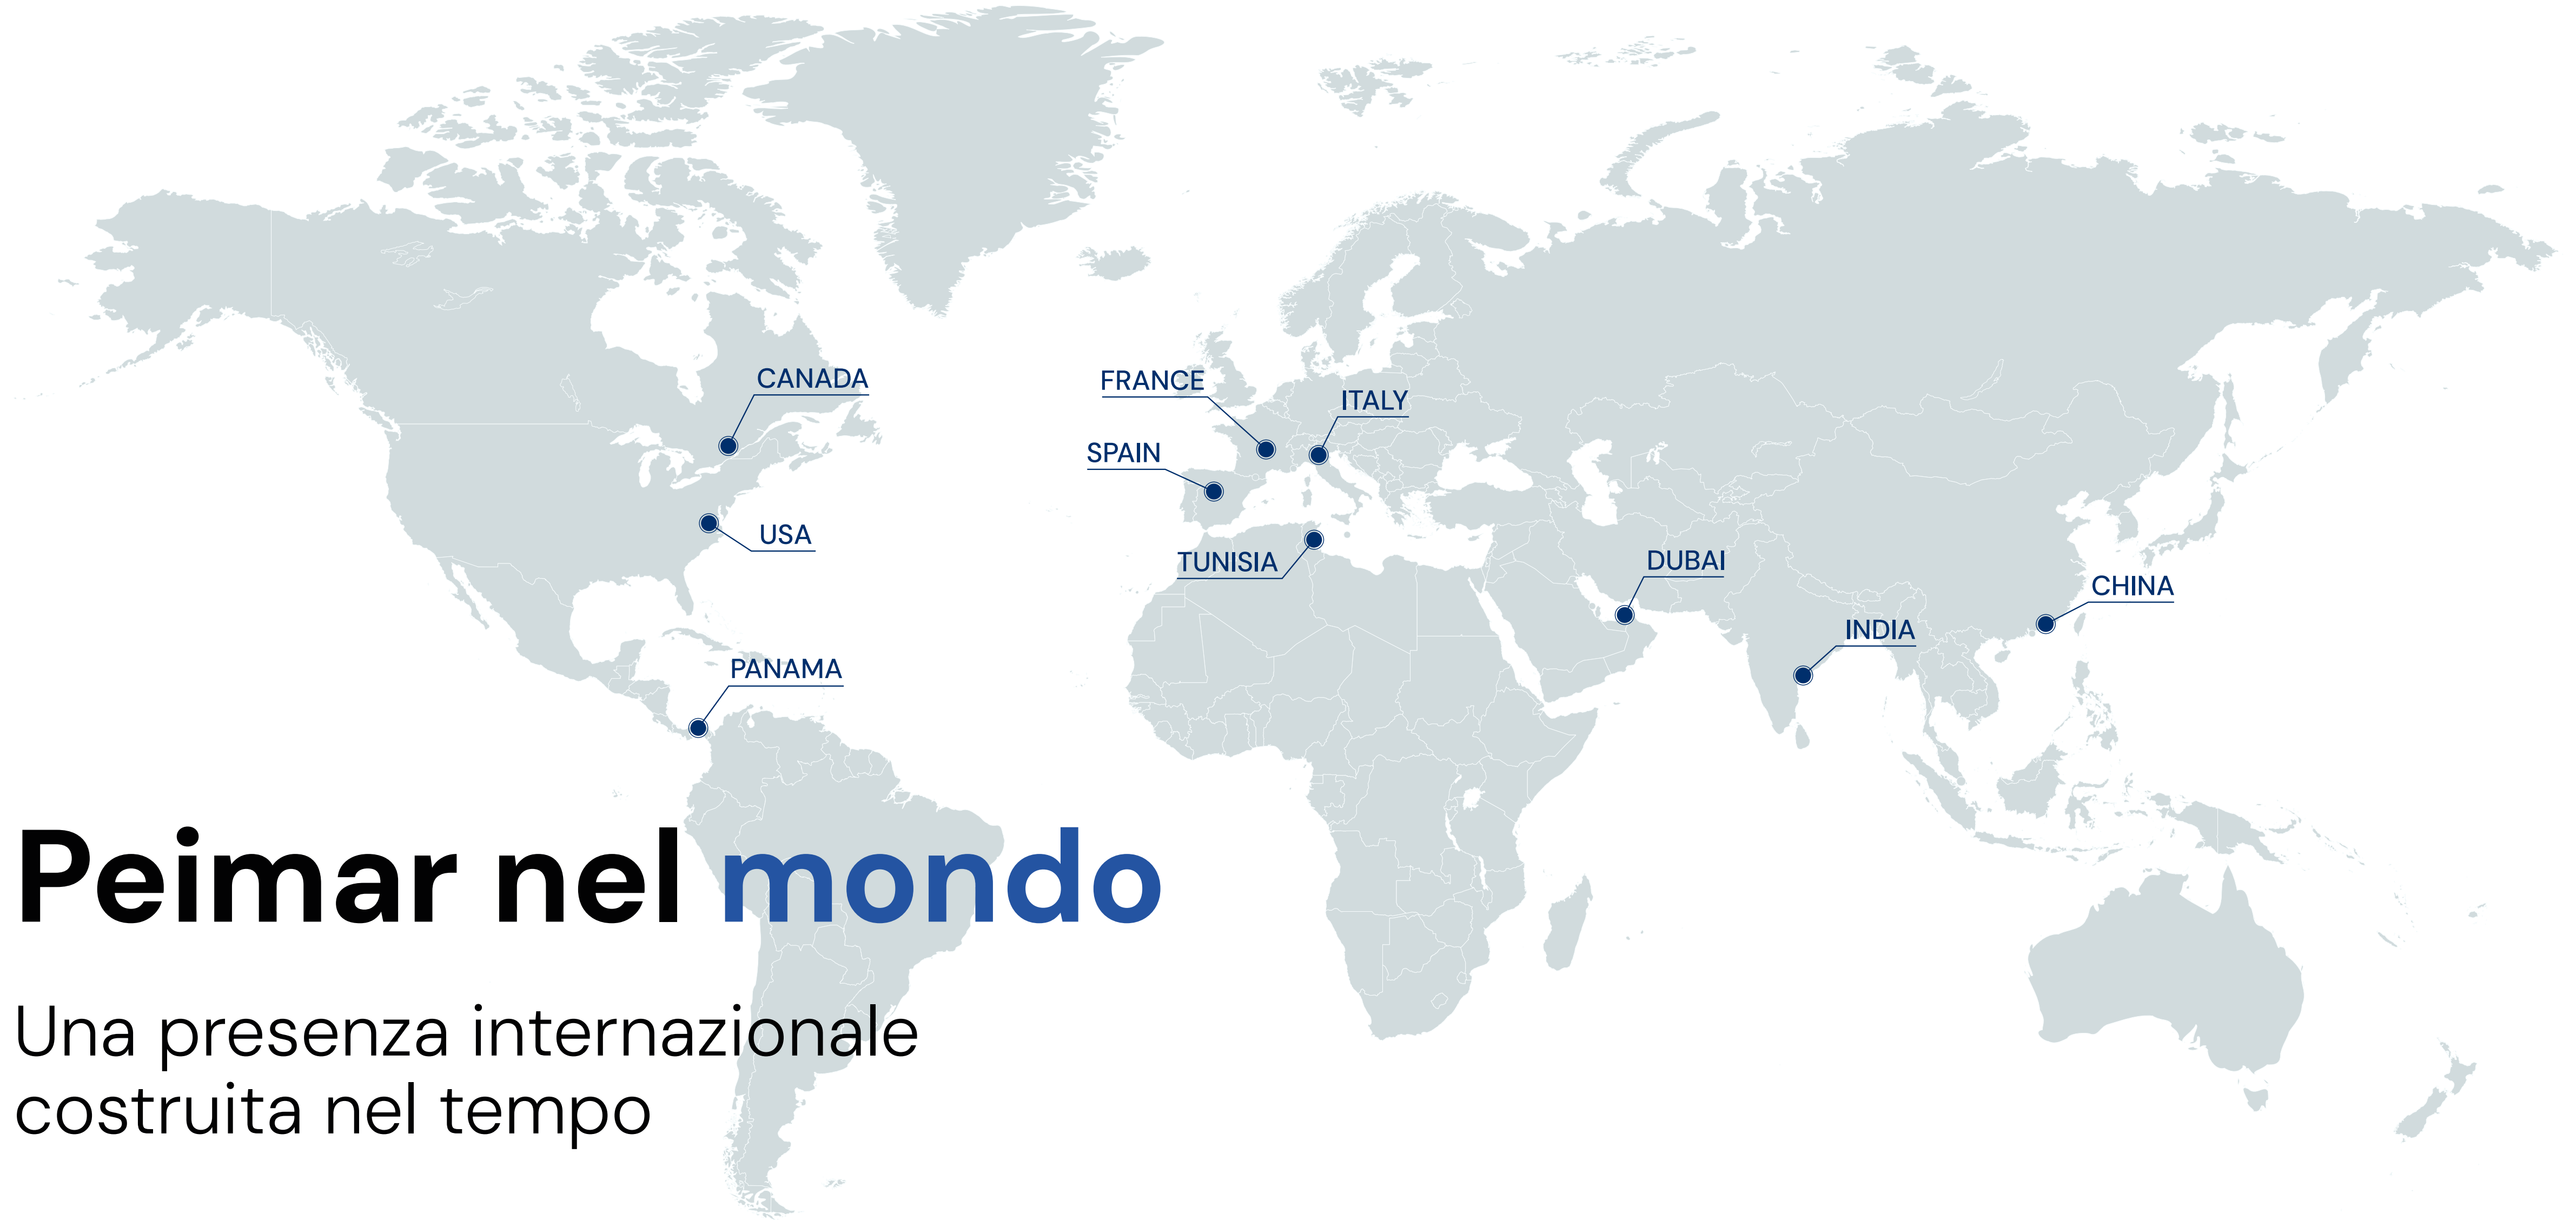 CANADA
FRANCE
ITALY
SPAIN
USA
TUNISIA
DUBAI
CHINA
INDIA
PANAMA
Peimar nel mondo
Una presenza internazionale
costruita nel tempo